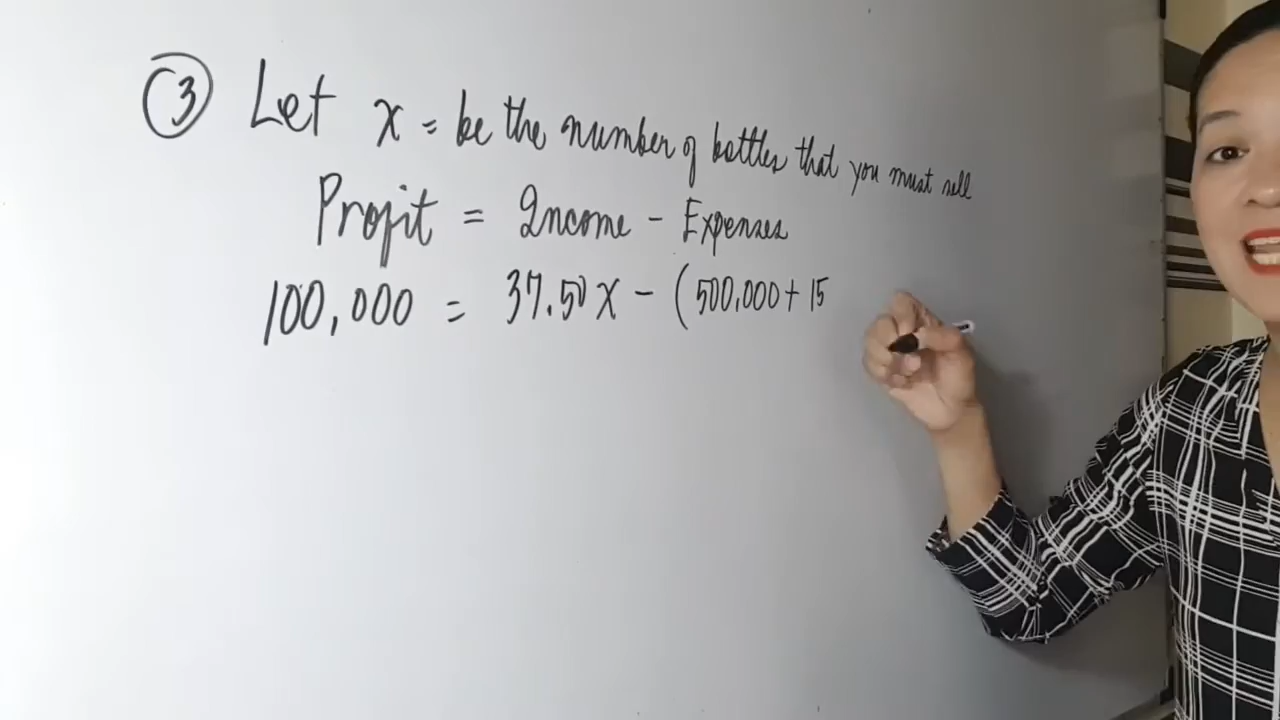 ③ Let x = be the number of bottles that you must sell
Profit = Income - Expenses
100,000 = 37.50x - (500,000 + 15